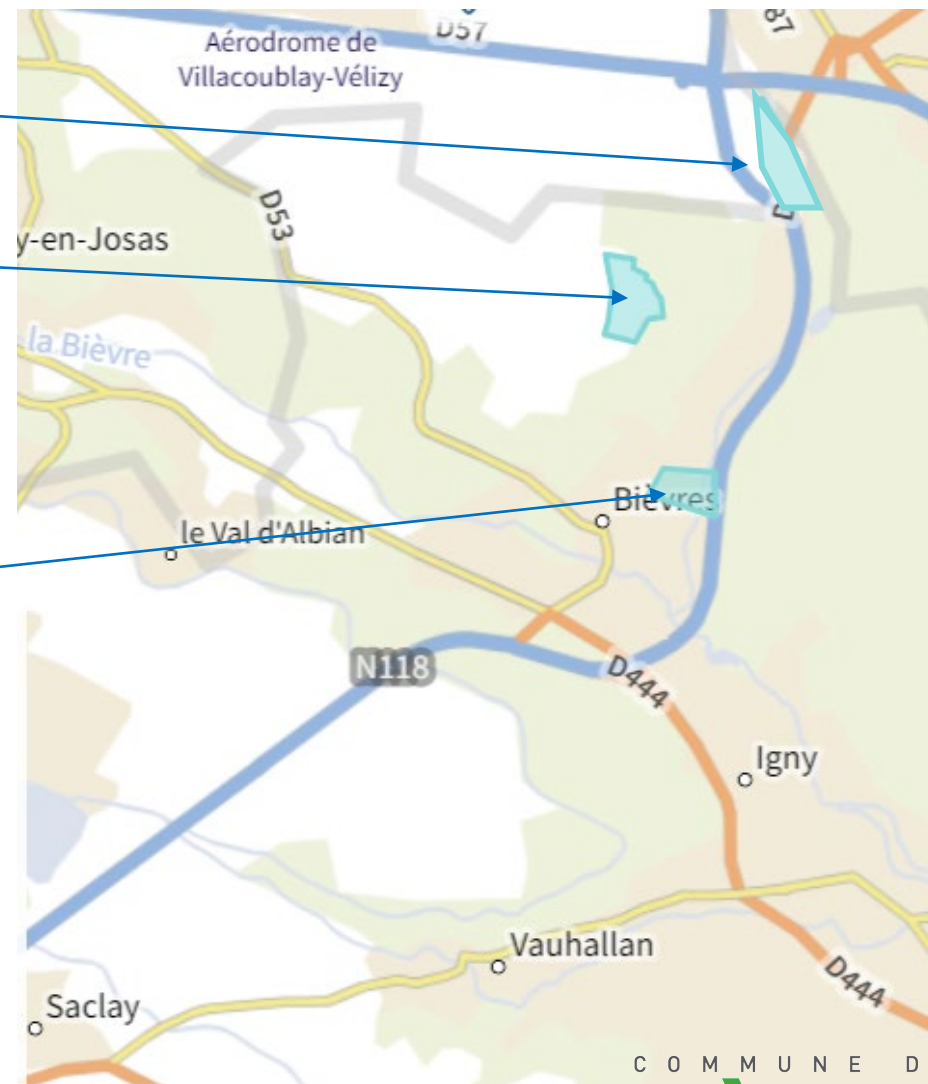 D57
87
Aérodrome de
Villacoublay-Vélizy
D53
y-en-Josas
la Bièvre
Bièvres
le Val d'Albian
N118
D444
Igny
Vauhallan
D444
Saclay
COMMUNE D